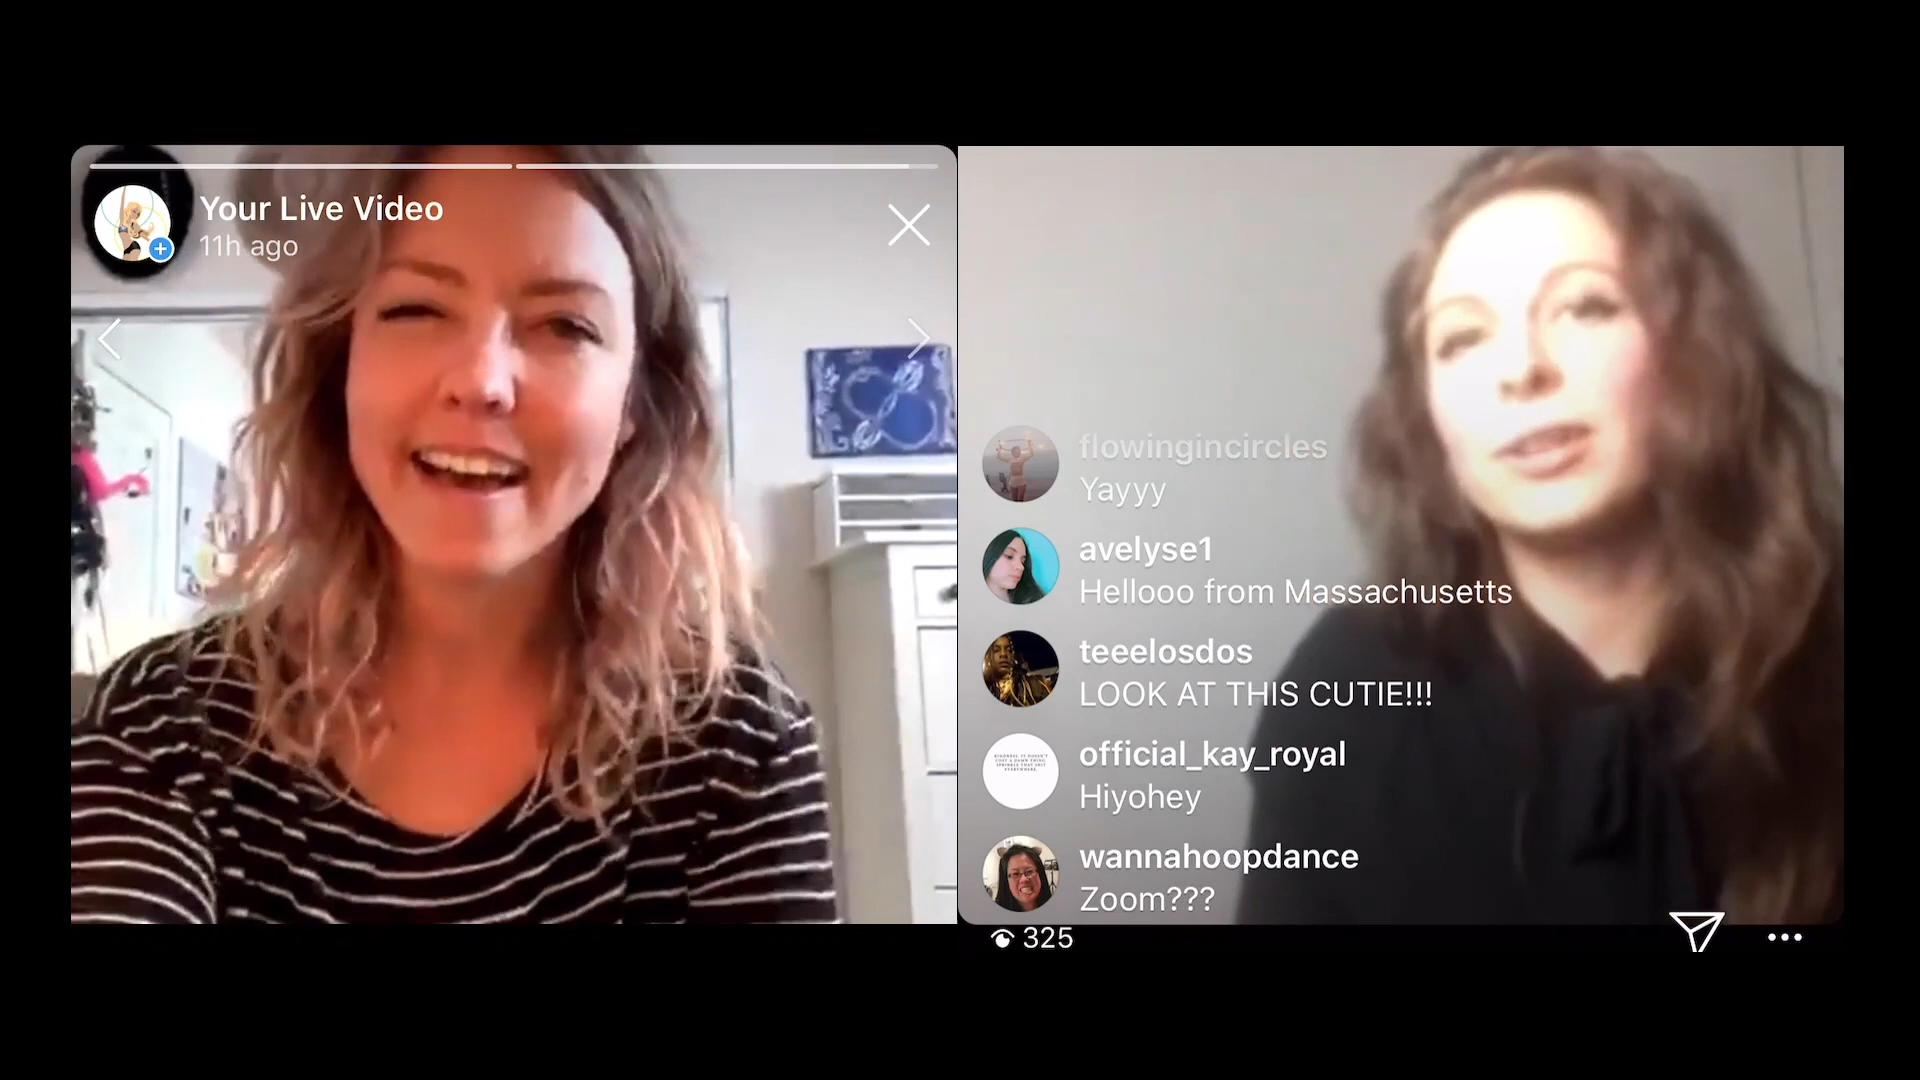 Your Live Video
11h ago
flowingincircles
Yayyy
avelyse1
Hellooo from Massachusetts
teeelosdos
LOOK AT THIS CUTIE!!!
official_kay_royal
Hiyohey
wannahoopdance
Zoom???
325